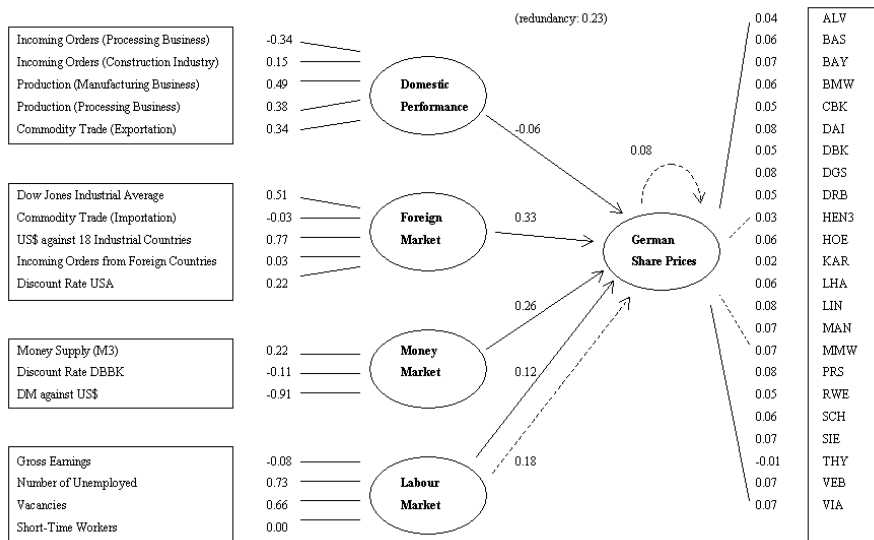 (redundancy: 0.23)
Incoming Orders (Processing Business) -0.34
Incoming Orders (Construction Industry) 0.15
Production (Manufacturing Business) 0.49
Production (Processing Business) 0.38
Commodity Trade (Exportation) 0.34
Domestic
Performance
-0.06
Dow Jones Industrial Average 0.51
Commodity Trade (Importation) -0.03
US$ against 18 Industrial Countries 0.77
Incoming Orders from Foreign Countries 0.03
Discount Rate USA 0.22
Foreign
Market
0.33
Money Supply (M3) 0.22
Discount Rate DBBK -0.11
DM against US$ -0.91
Money
Market
0.26
Gross Earnings -0.08
Number of Unemployed 0.73
Vacancies 0.66
Short-Time Workers 0.00
Labour
Market
0.12
0.18
0.08
German
Share Prices
0.04 ALV
0.06 BAS
0.07 BAY
0.06 BMW
0.05 CBK
0.08 DAI
0.05 DBK
0.08 DGS
0.05 DRB
0.03 HEN3
0.06 HOE
0.02 KAR
0.06 LHA
0.08 LIN
0.07 MAN
0.07 MMW
0.08 PRS
0.05 RWE
0.06 SCH
0.07 SIE
-0.01 THY
0.07 VEB
0.07 VIA